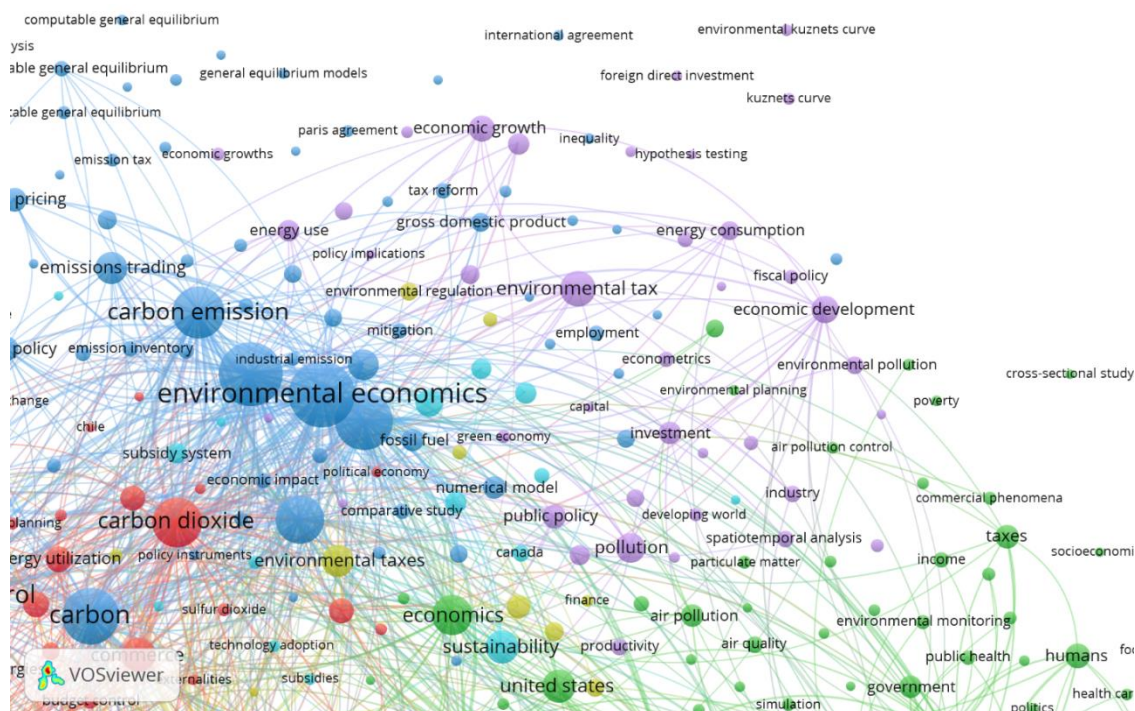 computable general equilibrium
environmental kuznets curve
international agreement
ysis
able general equilibrium
general equilibrium models
foreign direct investment
kuznets curve
table general equilibrium
paris agreement
economic growth
inequality
emission tax
economic growths
hypothesis testing
pricing
tax reform
gross domestic product
energy use
energy consumption
policy implications
emissions trading
fiscal policy
environmental regulation
environmental tax
carbon emission
economic development
mitigation
employment
policy
emission inventory
industrial emission
econometrics
environmental pollution
cross-sectional study
environmental economics
environmental planning
change
poverty
capital
chile
fossil fuel
green economy
investment
air pollution control
subsidy system
political economy
economic impact
numerical model
industry
commercial phenomena
comparative study
public policy
developing world
carbon dioxide
planning
taxes
spatiotemporal analysis
pollution
canada
socioeconomi
ergy utilization
policy instruments
environmental taxes
particulate matter
income
rol
finance
carbon
sulfur dioxide
economics
air pollution
environmental monitoring
technology adoption
sustainability
productivity
air quality
commerce
public health
humans
foo
VOSviewer
ernalities
subsidies
united states
government
health car
budget control
simulation
politics